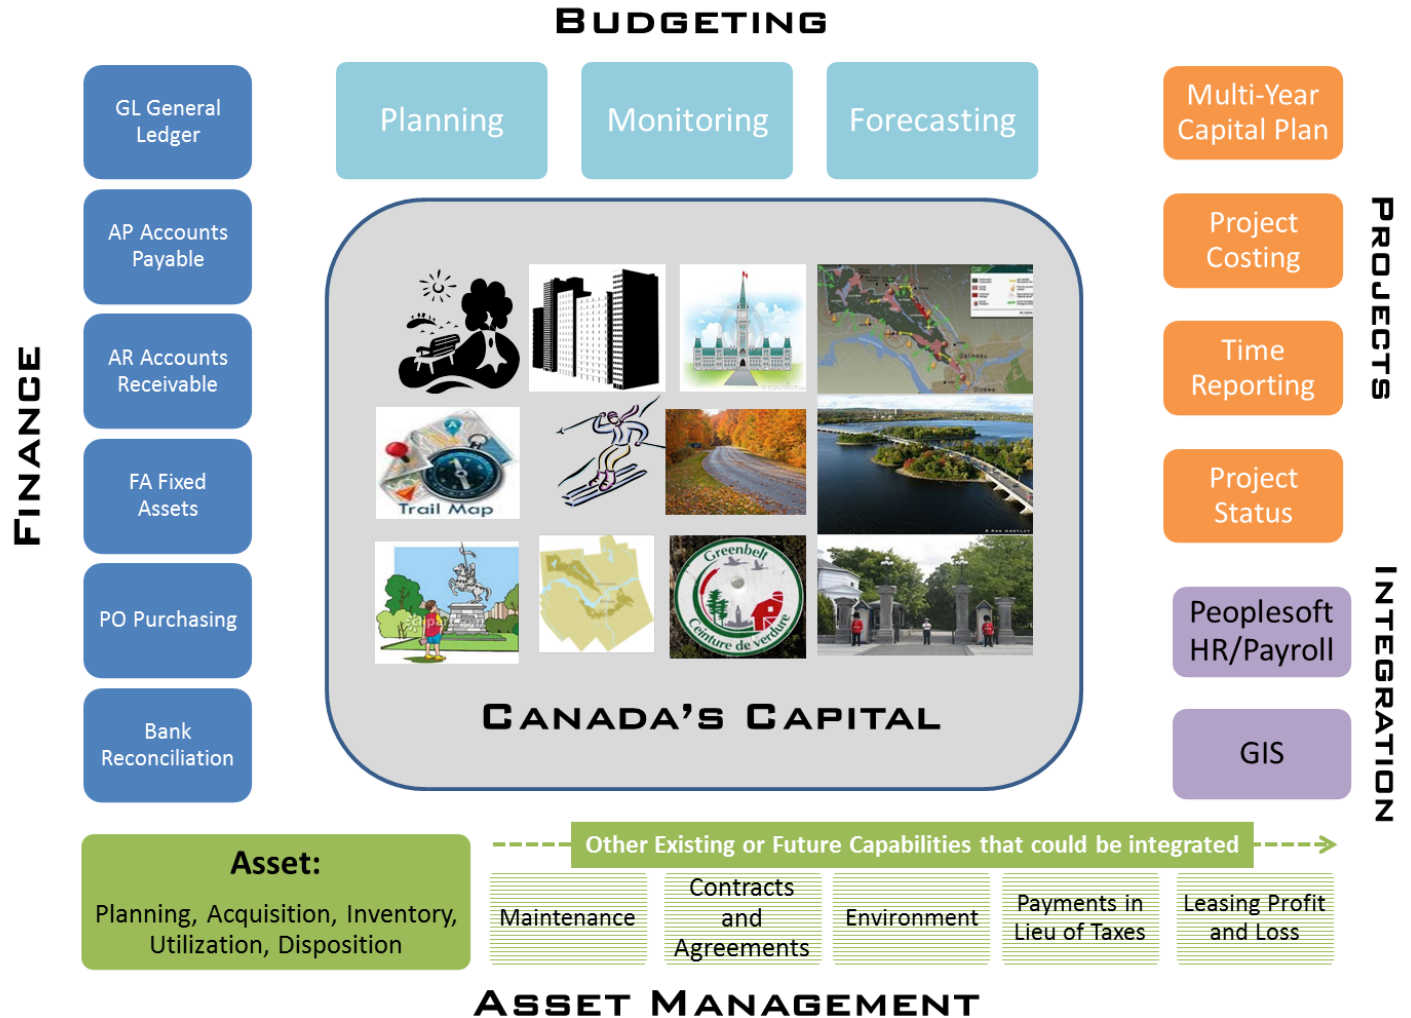 BUDGETING
Planning
Monitoring
Forecasting
FINANCE
GL General
Ledger
AP Accounts
Payable
AR Accounts
Receivable
FA Fixed
Assets
PO Purchasing
Bank
Reconciliation
Trail Map
Greenbelt
Ceinture de verdure
CANADA'S CAPITAL
PROJECTS
Multi-Year
Capital Plan
Project
Costing
Time
Reporting
Project
Status
INTEGRATION
Peoplesoft
HR/Payroll
GIS
Asset:
Planning, Acquisition, Inventory,
Utilization, Disposition
Other Existing or Future Capabilities that could be integrated
Maintenance
Contracts
and
Agreements
Environment
Payments in
Lieu of Taxes
Leasing Profit
and Loss
ASSET MANAGEMENT